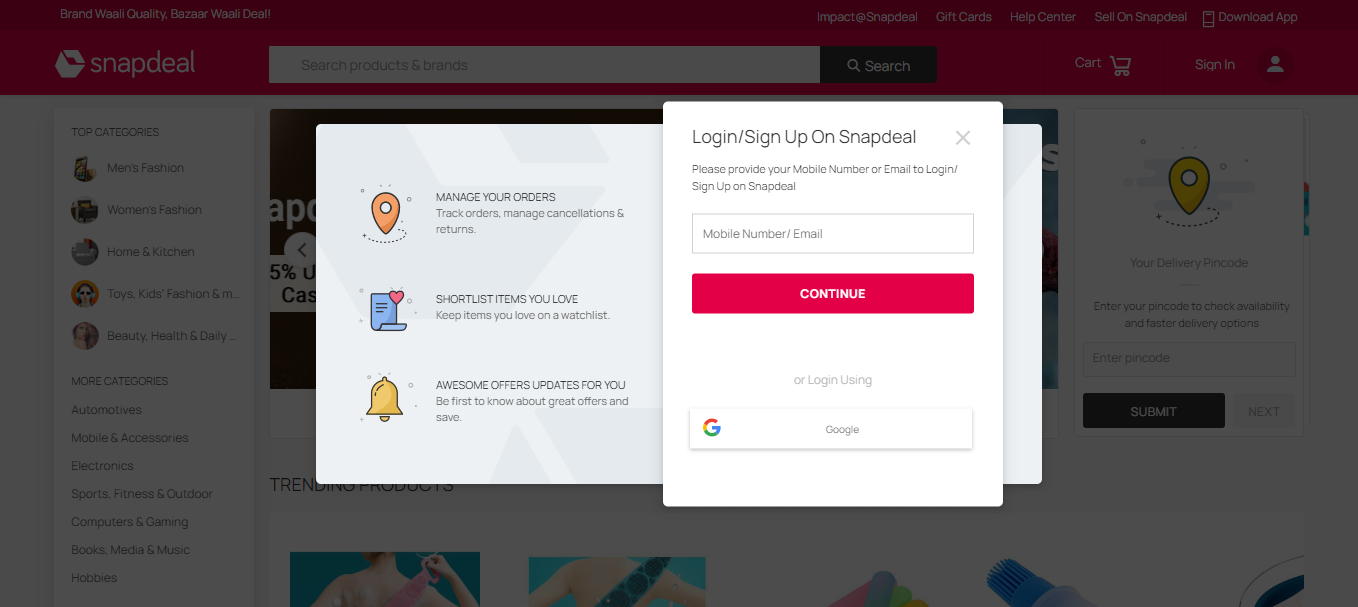 Brand Waali Quality, Bazaar Waali Deal!
Impact@Snapdeal
Gift Cards
Help Center
Sell On Snapdeal
Download App
snapdeal
Search products & brands
Search
Cart
Sign In
TOP CATEGORIES
Men's Fashion
Women's Fashion
Home & Kitchen
Toys, Kids' Fashion & m...
Beauty, Health & Daily ...
MORE CATEGORIES
Automotives
Mobile & Accessories
Electronics
Sports, Fitness & Outdoor
Computers & Gaming
Books, Media & Music
Hobbies
MANAGE YOUR ORDERS
Track orders, manage cancellations &
returns.
SHORTLIST ITEMS YOU LOVE
Keep items you love on a watchlist.
AWESOME OFFERS UPDATES FOR YOU
Be first to know about great offers and
save.
Login/Sign Up On Snapdeal
Please provide your Mobile Number or Email to Login/
Sign Up on Snapdeal
Mobile Number/ Email
CONTINUE
or Login Using
Google
Your Delivery Pincode
Enter your pincode to check availability
and faster delivery options
Enter pincode
SUBMIT
NEXT
TRENDING PRODUCTS